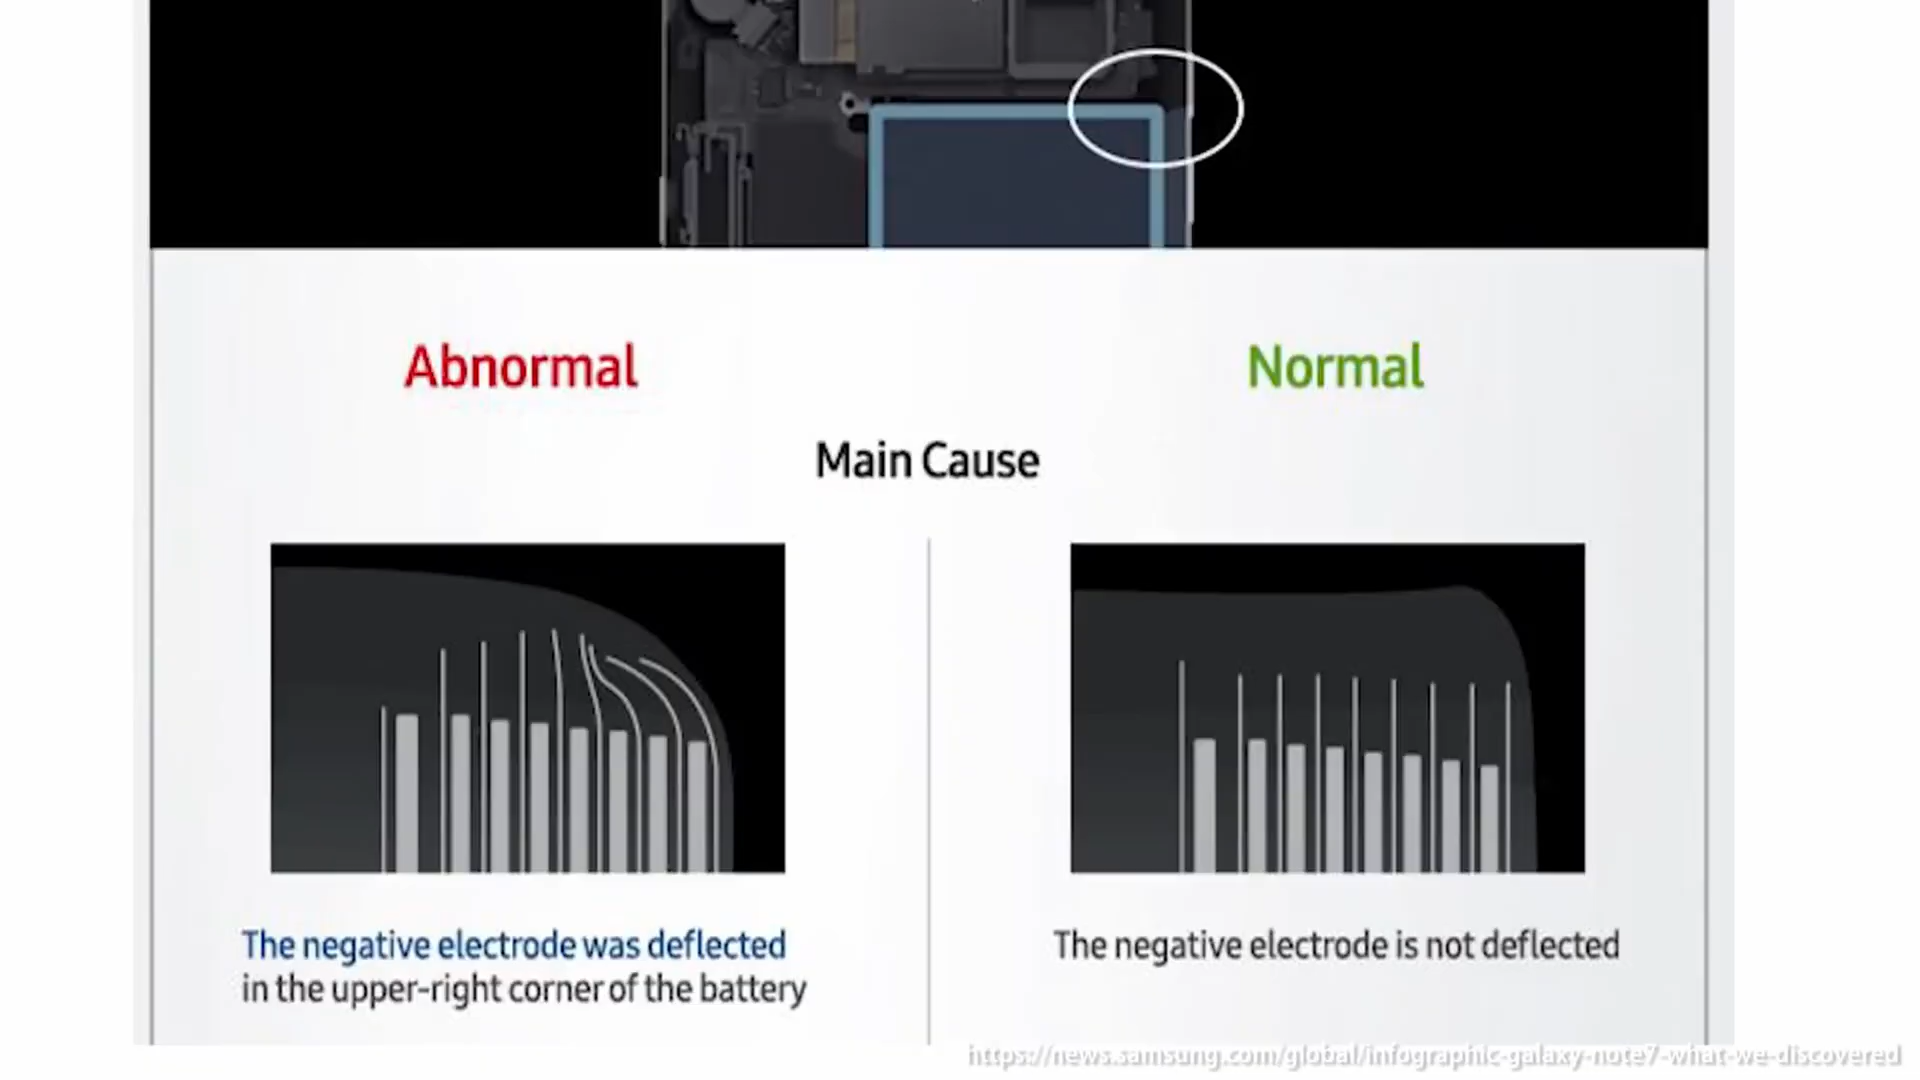 Abnormal
Normal
Main Cause
The negative electrode was deflected
in the upper-right corner of the battery
The negative electrode is not deflected
https://news.samsung.com/global/infographic-galaxy-note7-what-we-discovered